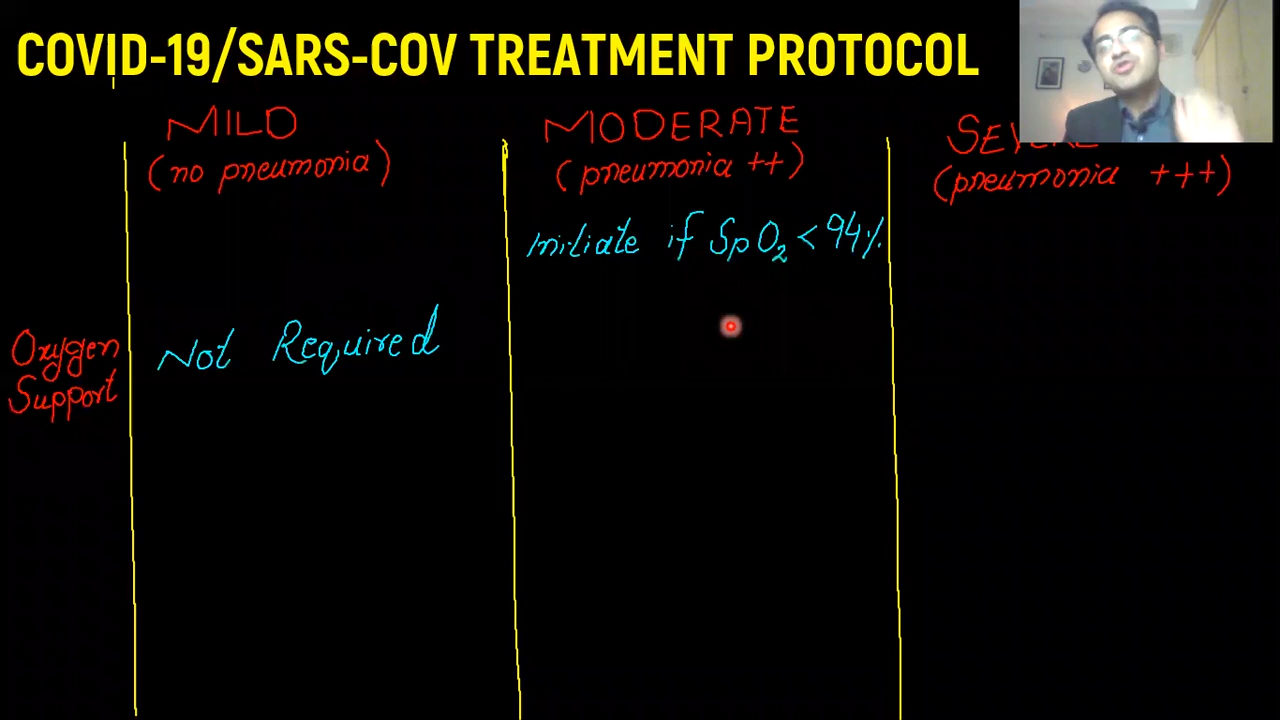 COVID-19/SARS-COV TREATMENT PROTOCOL
MILD
(no pneumonia)
MODERATE
(pneumonia ++)
SEVERE
(pneumonia +++)
Initiate if SpO₂ < 94%
Oxygen
Support
Not Required